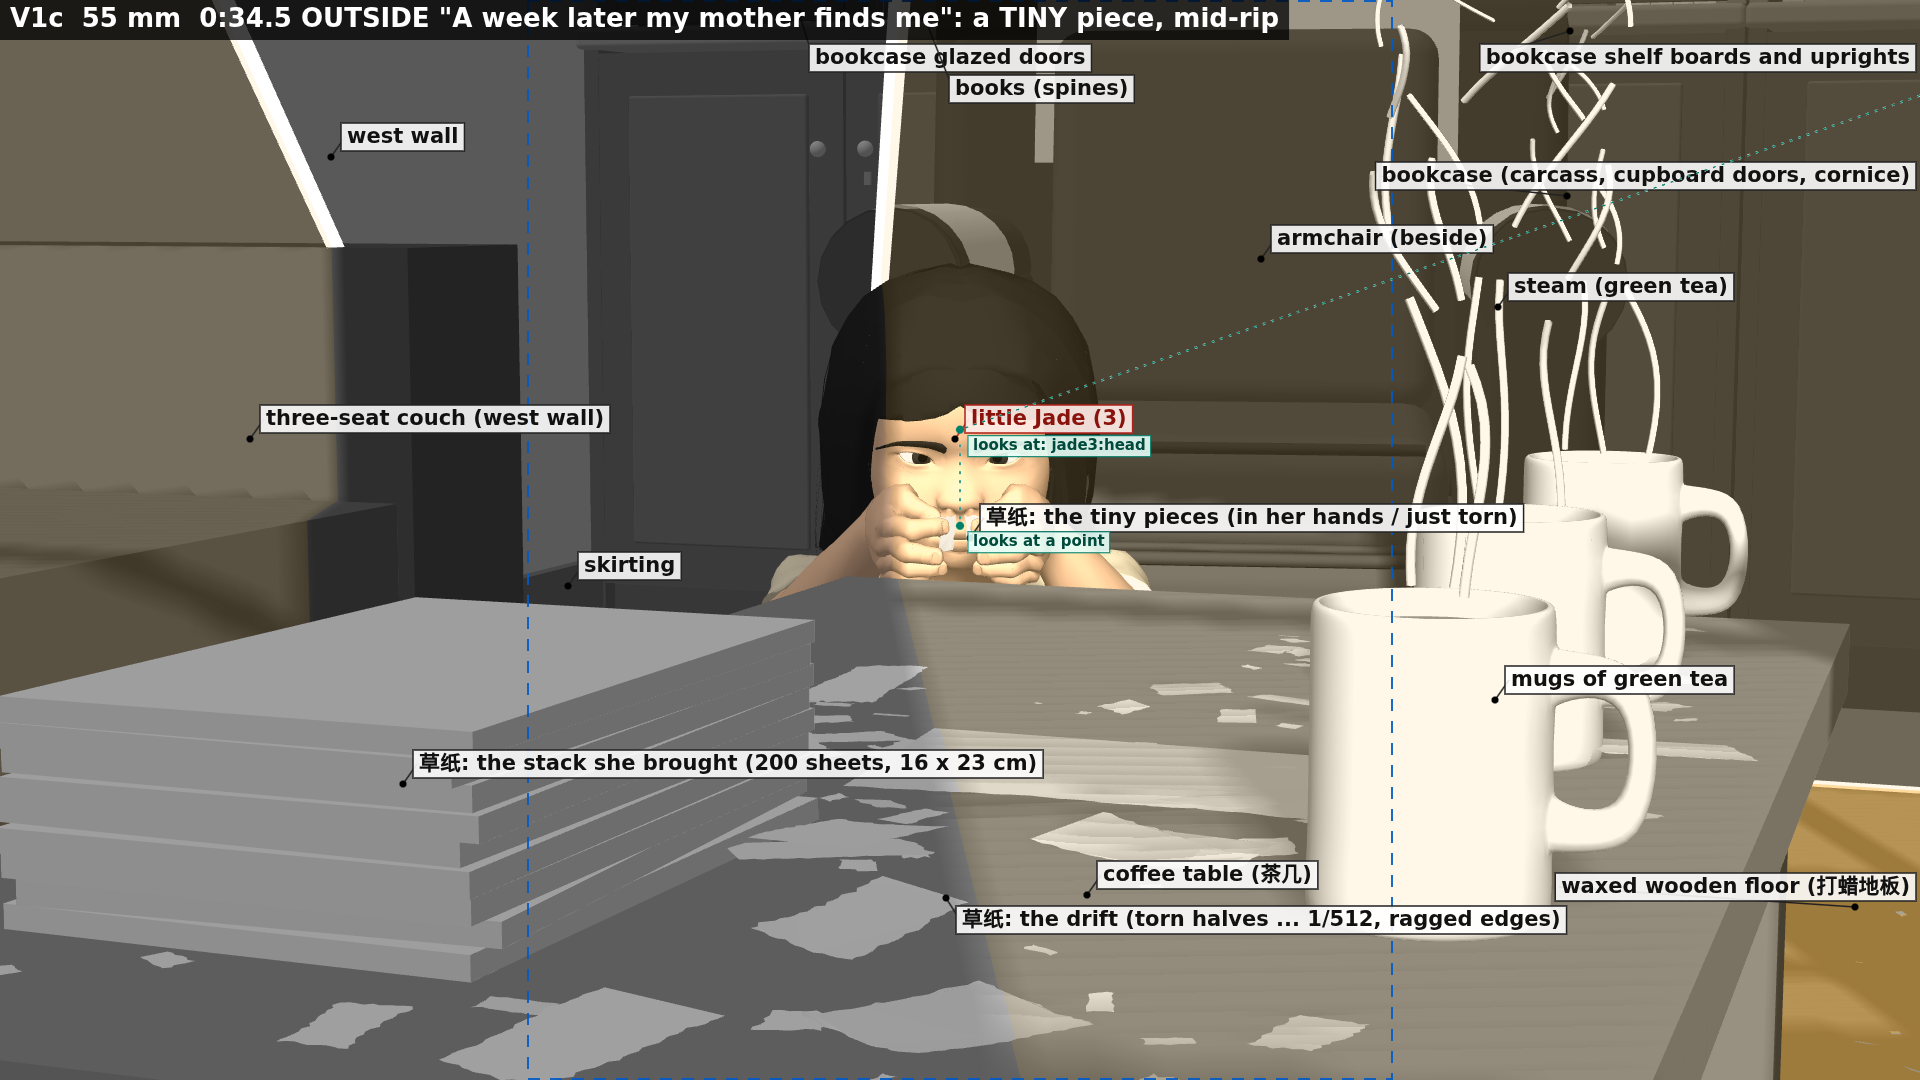 V1c  55 mm  0:34.5 OUTSIDE "A week later my mother finds me": a TINY piece, mid-rip
bookcase glazed doors
bookcase shelf boards and uprights
books (spines)
west wall
bookcase (carcass, cupboard doors, cornice)
armchair (beside)
steam (green tea)
three-seat couch (west wall)
little Jade (3)
looks at: jade3:head
草纸: the tiny pieces (in her hands / just torn)
looks at a point
skirting
mugs of green tea
草纸: the stack she brought (200 sheets, 16 x 23 cm)
coffee table (茶几)
waxed wooden floor (打蜡地板)
草纸: the drift (torn halves ... 1/512, ragged edges)